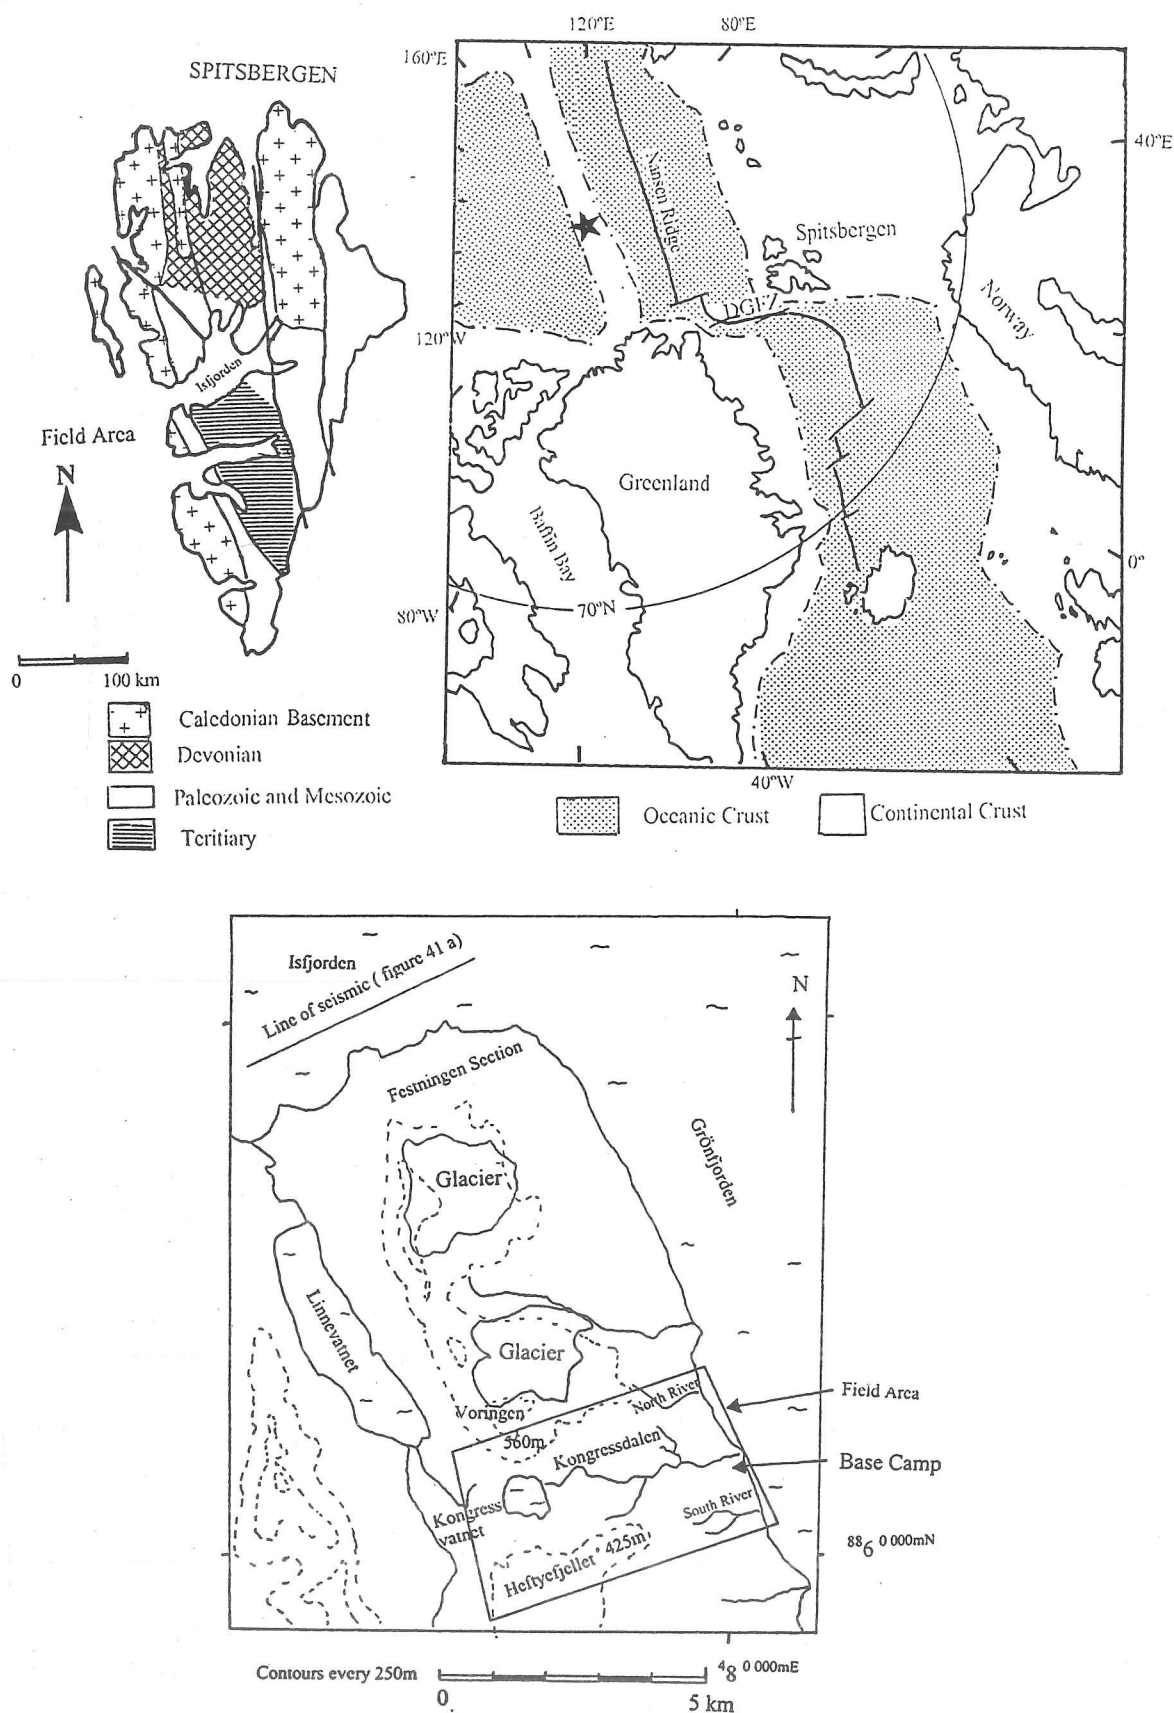 SPITSBERGEN
Isfjorden
Field Area
N
0 100 km
Caledonian Basement
Devonian
Paleozoic and Mesozoic
Teritiary
120°E 80°E
160°E
40°E
Nansen Ridge
Spitsbergen
DGFZ
Norway
120°W
Greenland
Baffin Bay
0°
70°N
80°W
40°W
Oceanic Crust
Continental Crust
Isfjorden
Line of seismic ( figure 41 a)
N
Festningen Section
Glacier
Grönfjorden
Linnevatnet
Glacier
Field Area
North River
Voringen
560m
Kongressdalen
Base Camp
Kongress
vatnet
South River
Heftyefjellet 425m
886 0 000mN
Contours every 250m
48 0 000mE
0. 5 km